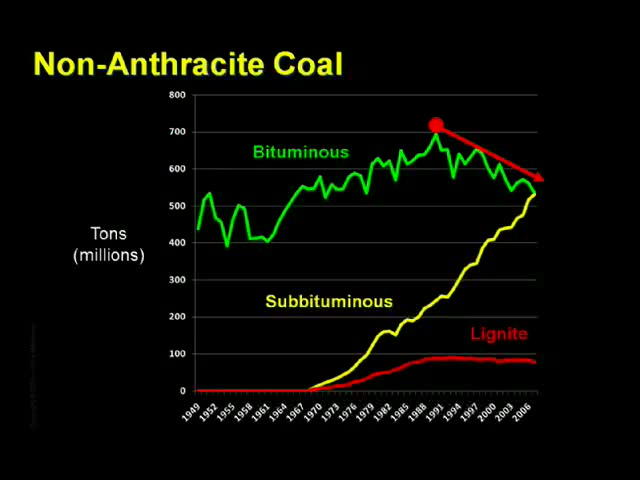 Non-Anthracite Coal
800
700
Bituminous
600
500
Tons
(millions)
400
300
Subbituminous
200
Lignite
100
0
1949 1952 1955 1958 1961 1964 1967 1970 1973 1976 1979 1982 1985 1988 1991 1994 1997 2000 2003 2006